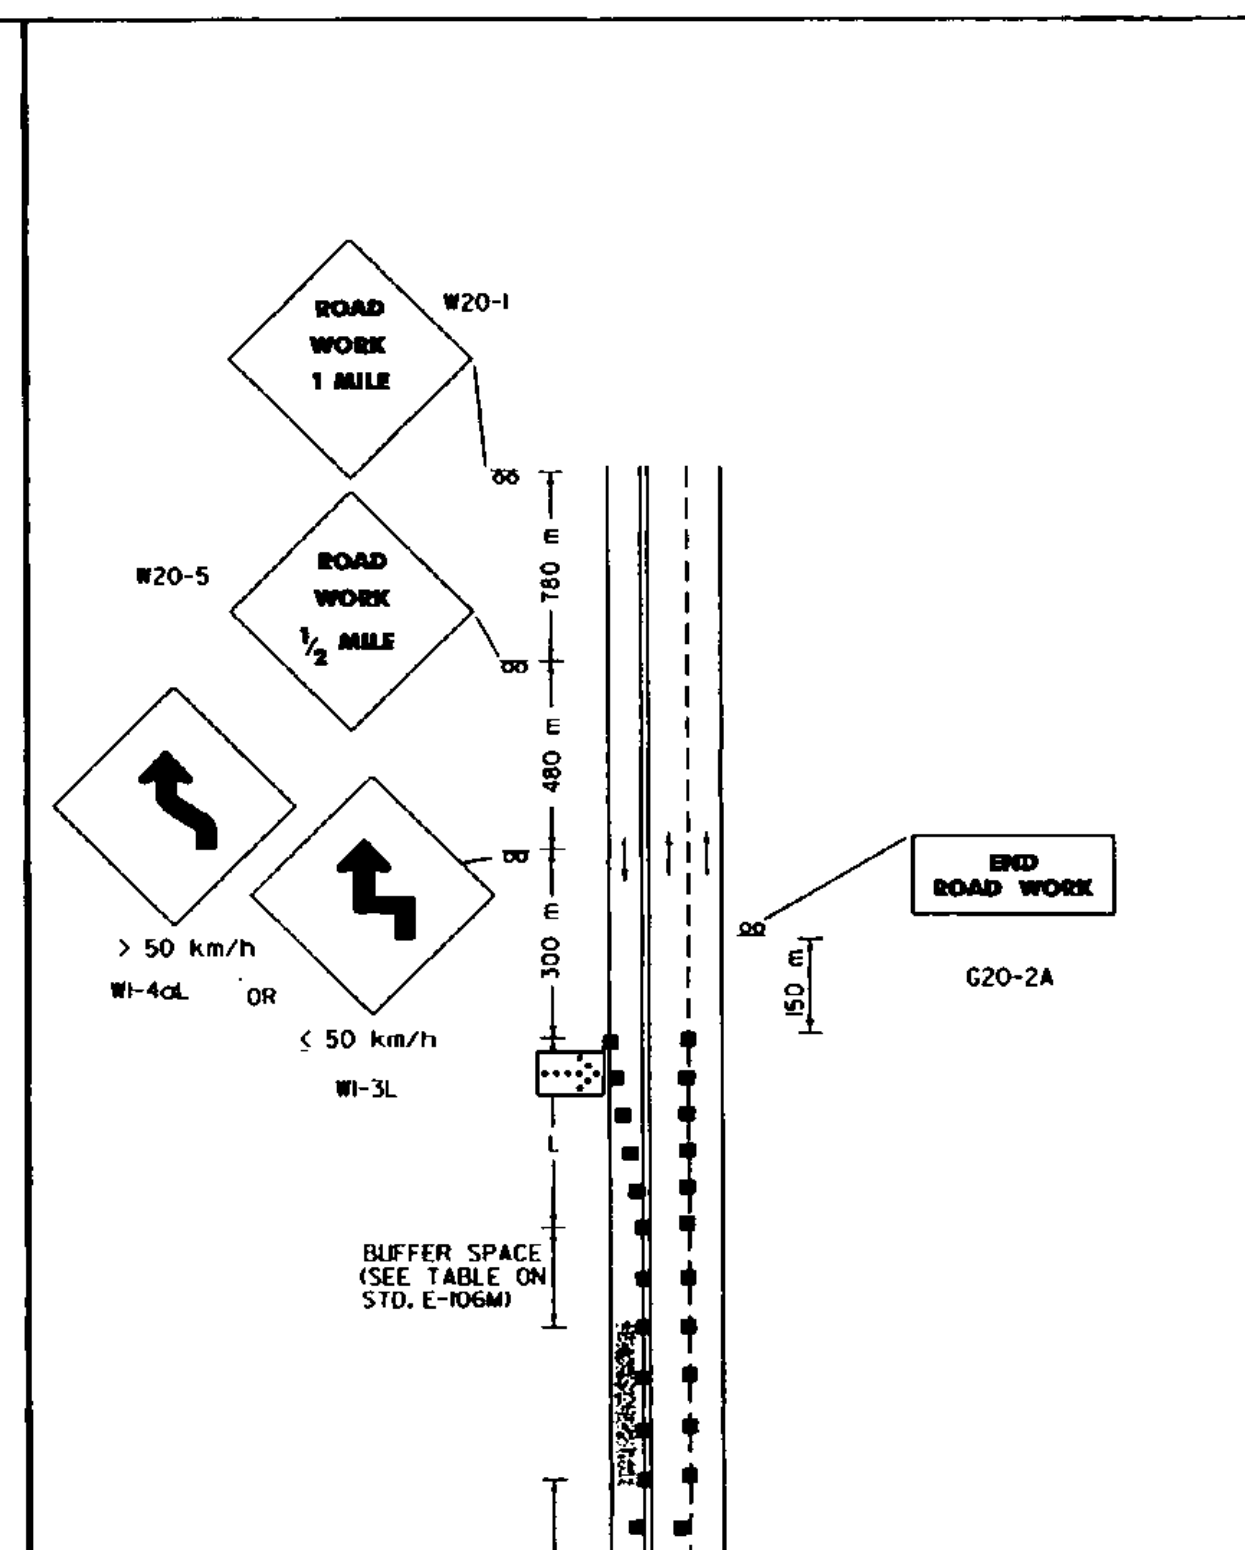 ROAD
WORK
1 MILE
W20-1
780 m
W20-5
ROAD
WORK
1/2 MILE
480 m
> 50 km/h
W1-4aL
OR
≤ 50 km/h
W1-3L
300 m
END
ROAD WORK
G20-2A
150 m
L
BUFFER SPACE
(SEE TABLE ON
STD. E-106M)